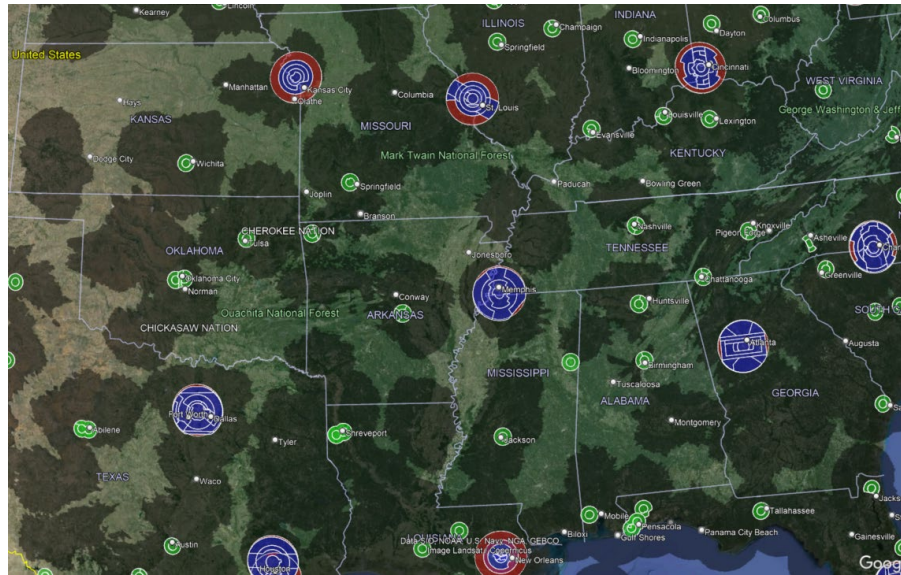 Kearney
Lincoln
ILLINOIS
Champaign
INDIANA
Columbus
Dayton
Indianapolis
Springfield
United States
Cincinnati
Bloomington
WEST VIRGINIA
Manhattan
Kansas City
Olathe
Columbia
St. Louis
Hays
KANSAS
MISSOURI
Louisville
Lexington
George Washington & Jeff
Evansville
KENTUCKY
Mark Twain National Forest
Dodge City
Wichita
Joplin
Springfield
Paducah
Bowling Green
Branson
CHEROKEE NATION
Tulsa
OKLAHOMA
Nashville
Knoxville
Pigeon Forge
TENNESSEE
Asheville
Jonesboro
Oklahoma City
Norman
Memphis
Chattanooga
Greenville
Conway
Huntsville
Ouachita National Forest
ARKANSAS
SOUTH
CHICKASAW NATION
Atlanta
Augusta
Birmingham
MISSISSIPPI
Tuscaloosa
ALABAMA
GEORGIA
Fort Worth
Dallas
Abilene
Shreveport
Tyler
Jackson
Montgomery
TEXAS
Waco
Mobile
Pensacola
Tallahassee
Biloxi
Gulf Shores
Panama City Beach
Gainesville
Austin
Data SIO, NOAA, U.S. Navy, NGA, GEBCO
Image Landsat / Copernicus
New Orleans
Houston
Goog